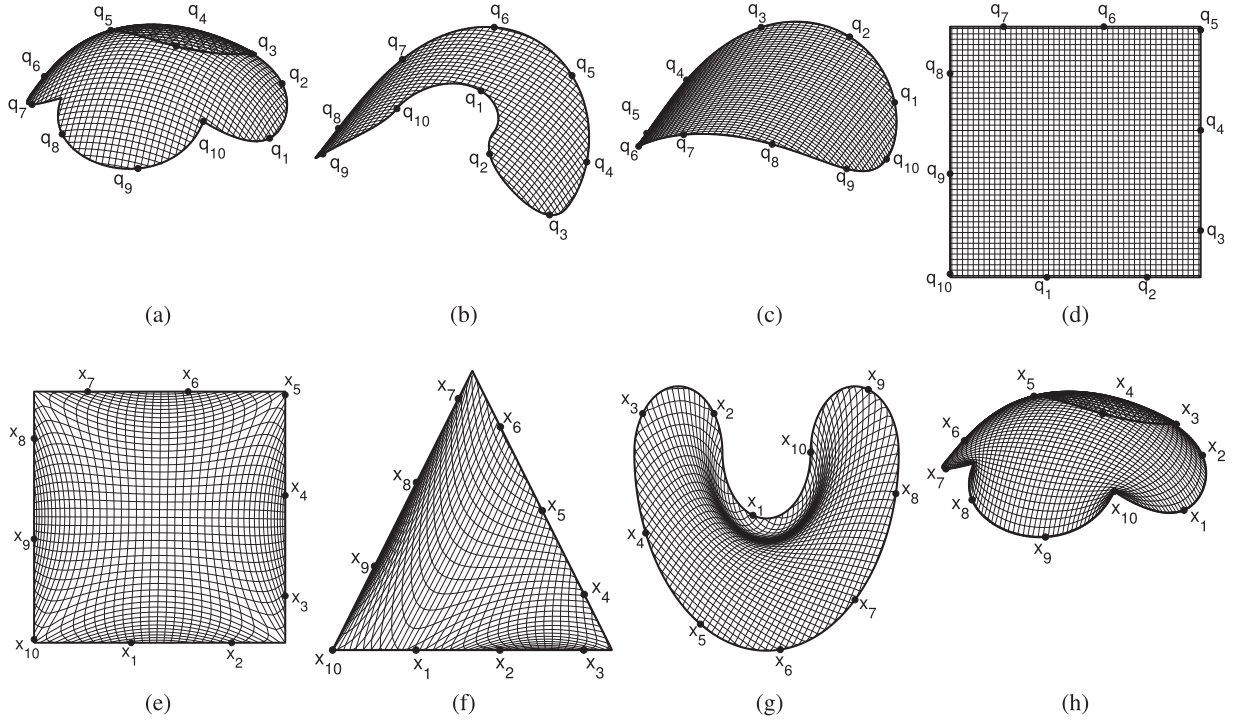 q5 q4 q3 q2 q6 q7 q8 q9 q10 q1
q6 q7 q5 q1 q8 q10 q9 q2 q4 q3
q3 q2 q4 q1 q5 q6 q7 q8 q9 q10
q7 q6 q5 q8 q4 q9 q3 q10 q1 q2
(a) (b) (c) (d)
x7 x6 x5 x8 x4 x9 x3 x10 x1 x2
x7 x6 x8 x5 x9 x4 x10 x1 x2 x3
x9 x3 x2 x10 x1 x8 x4 x7 x5 x6
x5 x4 x3 x6 x2 x7 x8 x10 x1 x9
(e) (f) (g) (h)